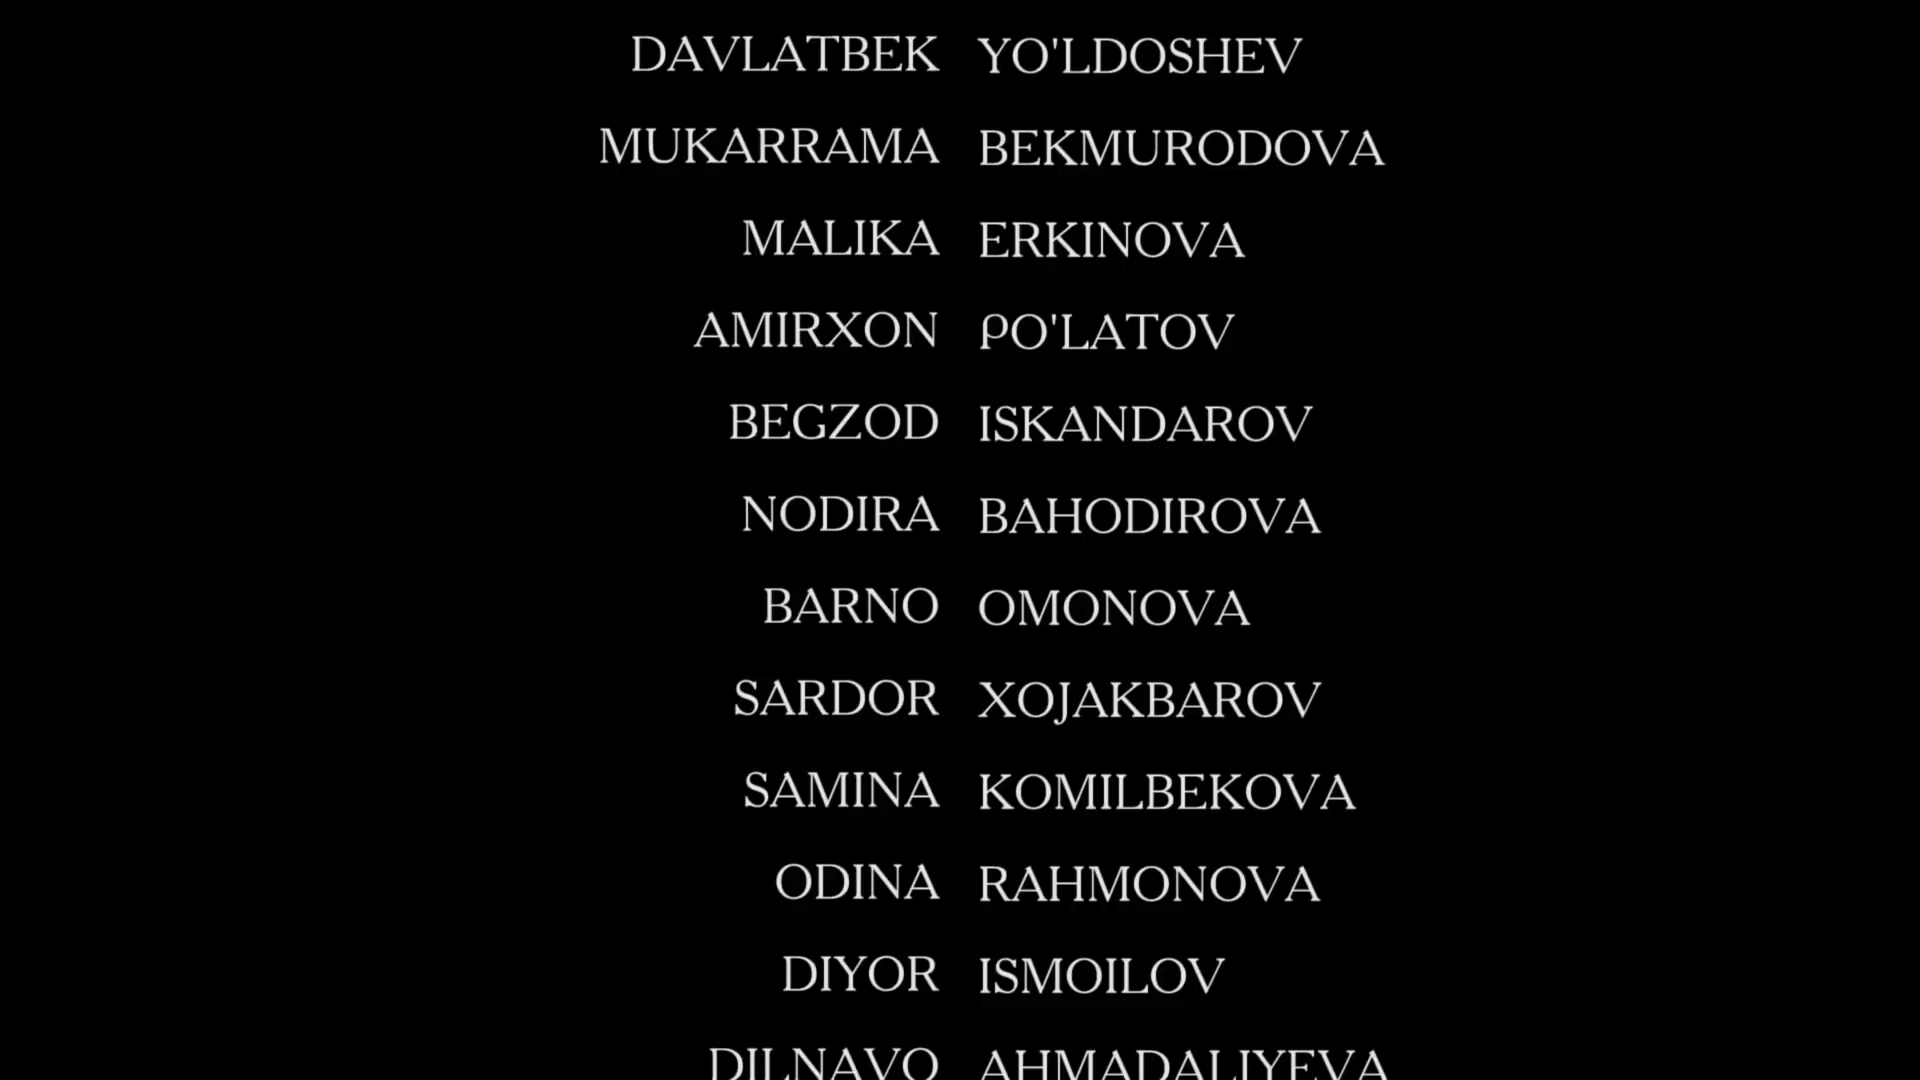 DAVLATBEK YO'LDOSHEV
MUKARRAMA BEKMURODOVA
MALIKA ERKINOVA
AMIRXON PO'LATOV
BEGZOD ISKANDAROV
NODIRA BAHODIROVA
BARNO OMONOVA
SARDOR XOJAKBAROV
SAMINA KOMILBEKOVA
ODINA RAHMONOVA
DIYOR ISMOILOV
DILNAVO AHMADALIYEVA